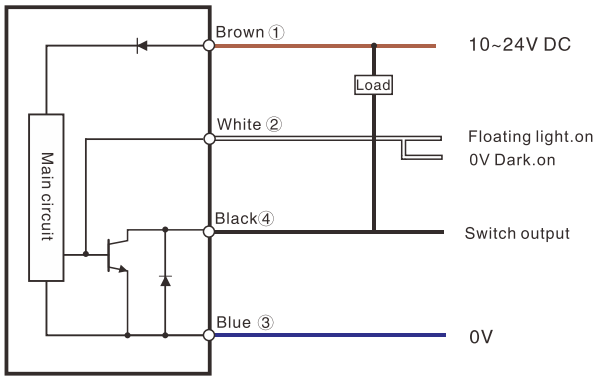 Brown ①
10~24V DC
Load
White ②
Floating light.on
0V Dark.on
Main circuit
Black④
Switch output
Blue ③
0V